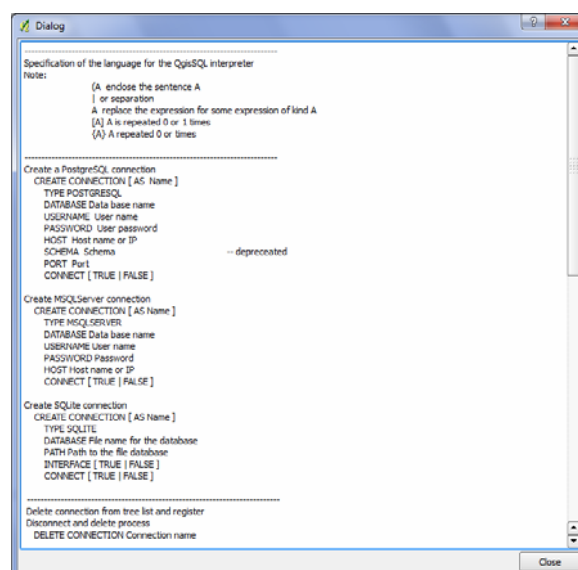 Dialog
Specification of the language for the QgisSQL interpreter
Note:
(A enclose the sentence A
| or separation
A replace the expression for some expression of kind A
[A] A is repeated 0 or 1 times
{A} A repeated 0 or times
Create a PostgreSQL connection
CREATE CONNECTION [ AS Name ]
TYPE POSTGRESQL
DATABASE Data base name
USERNAME User name
PASSWORD User password
HOST Host name or IP
SCHEMA Schema -- depreceated
PORT Port
CONNECT [ TRUE | FALSE ]
Create MSQLServer connection
CREATE CONNECTION [ AS Name ]
TYPE MSQLSERVER
DATABASE Data base name
USERNAME User name
PASSWORD Password
HOST Host name or IP
CONNECT [ TRUE | FALSE ]
Create SQLite connection
CREATE CONNECTION [ AS Name ]
TYPE SQLITE
DATABASE File name for the database
PATH Path to the file database
INTERFACE [ TRUE | FALSE ]
CONNECT [ TRUE | FALSE ]
Delete connection from tree list and register
Disconnect and delete process
DELETE CONNECTION Connection name
Close